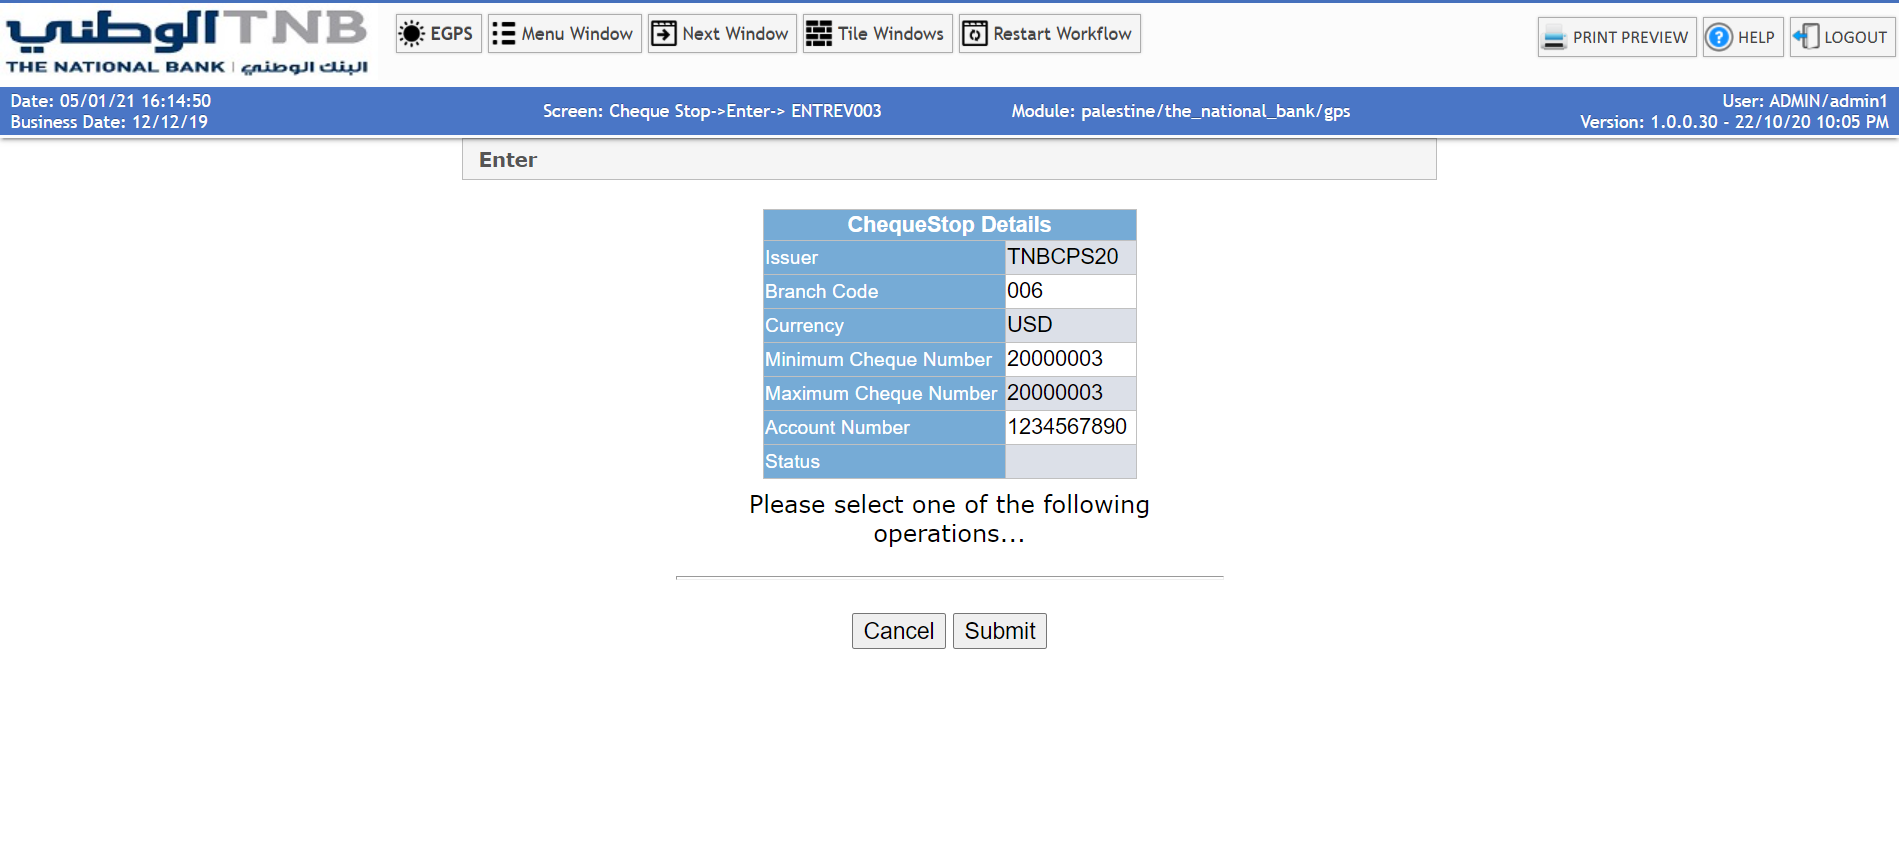 الوطني TNB
THE NATIONAL BANK | البنك الوطني
EGPS
Menu Window
Next Window
Tile Windows
Restart Workflow
PRINT PREVIEW
HELP
LOGOUT
Date: 05/01/21 16:14:50
Business Date: 12/12/19
Screen: Cheque Stop->Enter-> ENTREV003
Module: palestine/the_national_bank/gps
User: ADMIN/admin1
Version: 1.0.0.30 - 22/10/20 10:05 PM
Enter
ChequeStop Details
Issuer TNBCPS20
Branch Code 006
Currency USD
Minimum Cheque Number 20000003
Maximum Cheque Number 20000003
Account Number 1234567890
Status
Please select one of the following
operations...
Cancel Submit